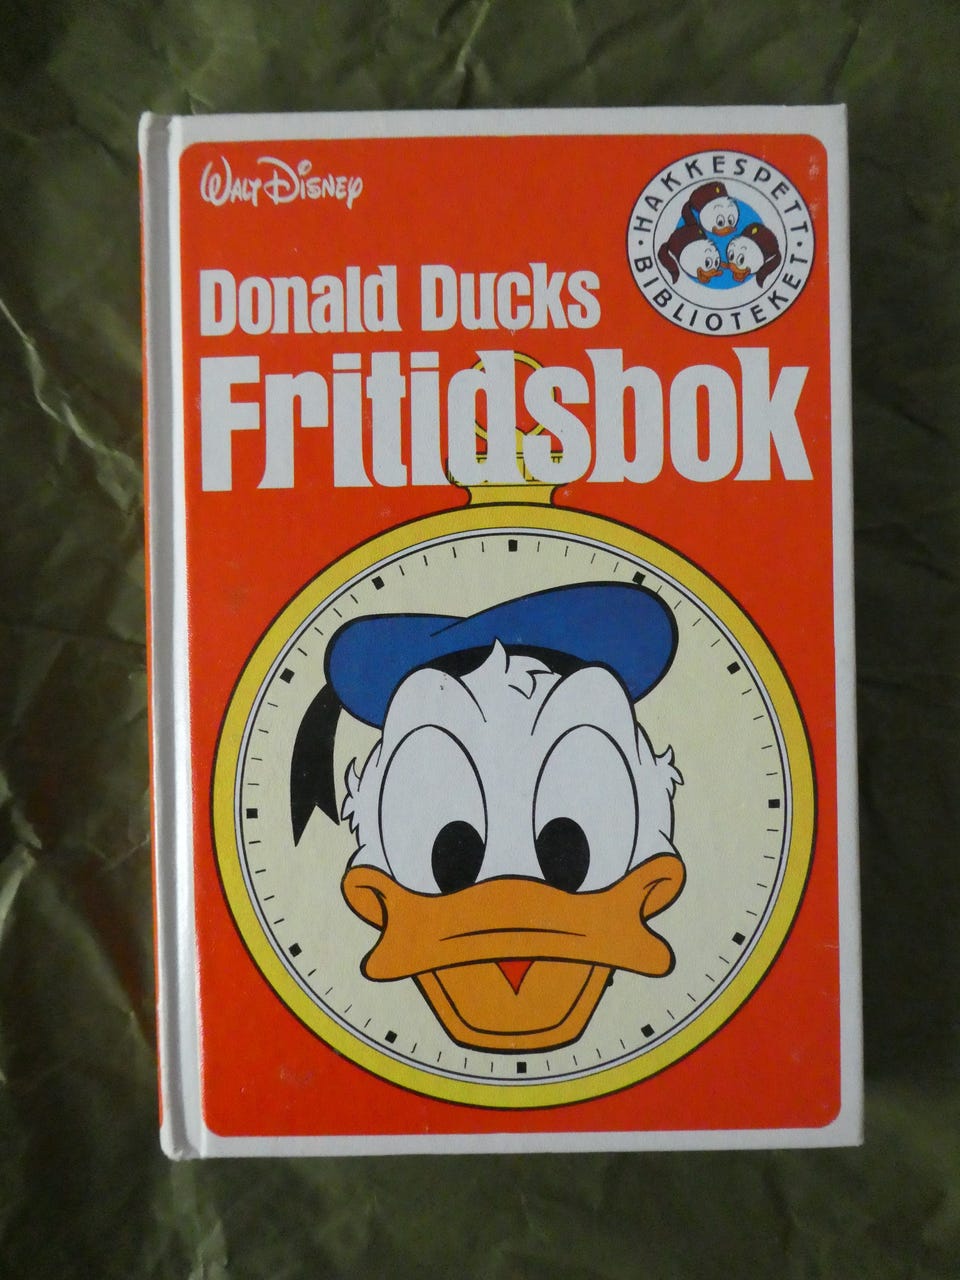 WALT DISNEY
HAKKESPETT
BIBLIOTEKET
Donald Ducks
Fritidsbok